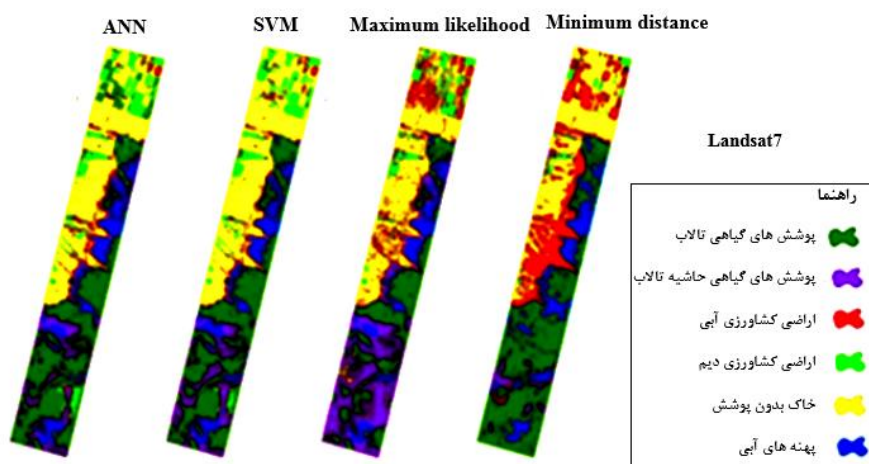 ANN SVM Maximum likelihood Minimum distance
Landsat7
راهنما
پوشش های گیاهی تالاب
پوشش های گیاهی حاشیه تالاب
اراضی کشاورزی آبی
اراضی کشاورزی دیم
خاک بدون پوشش
پهنه های آبی